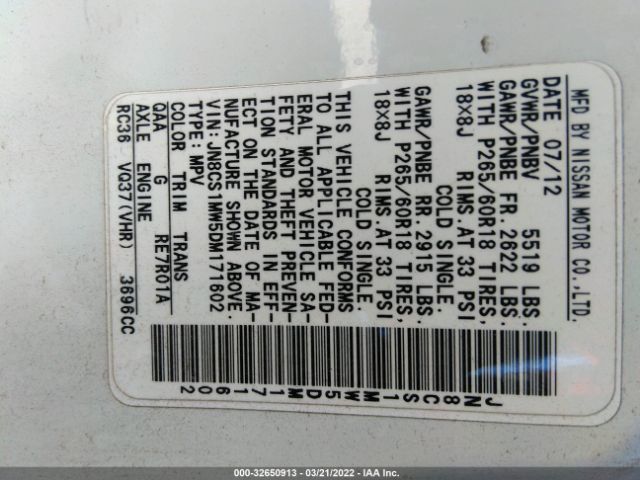 MFD BY NISSAN MOTOR CO.,LTD.
DATE 07/12
GVWR/PNBV 5519 LBS.
GAWR/PNBE FR. 2622 LBS.
WITH P265/60R18 TIRES,
18X8J RIMS.AT 33 PSI
COLD SINGLE.
GAWR/PNBE RR. 2915 LBS.
WITH P265/60R18 TIRES,
18X8J RIMS.AT 33 PSI
COLD SINGLE.
THIS VEHICLE CONFORMS
TO ALL APPLICABLE FED-
ERAL MOTOR VEHICLE SA-
FETY AND THEFT PREVEN-
TION STANDARDS IN EFF-
ECT ON THE DATE OF MA-
NUFACTURE SHOWN ABOVE.
VIN: JN8CS1MW5DM171602
TYPE: MPV
COLOR TRIM TRANS
QAA G RE7R01A
AXLE ENGINE
RC36 VQ37(VHR) 3696CC
JN8CS1MW5DM171602
000-32650913 - 03/21/2022 - IAA Inc.